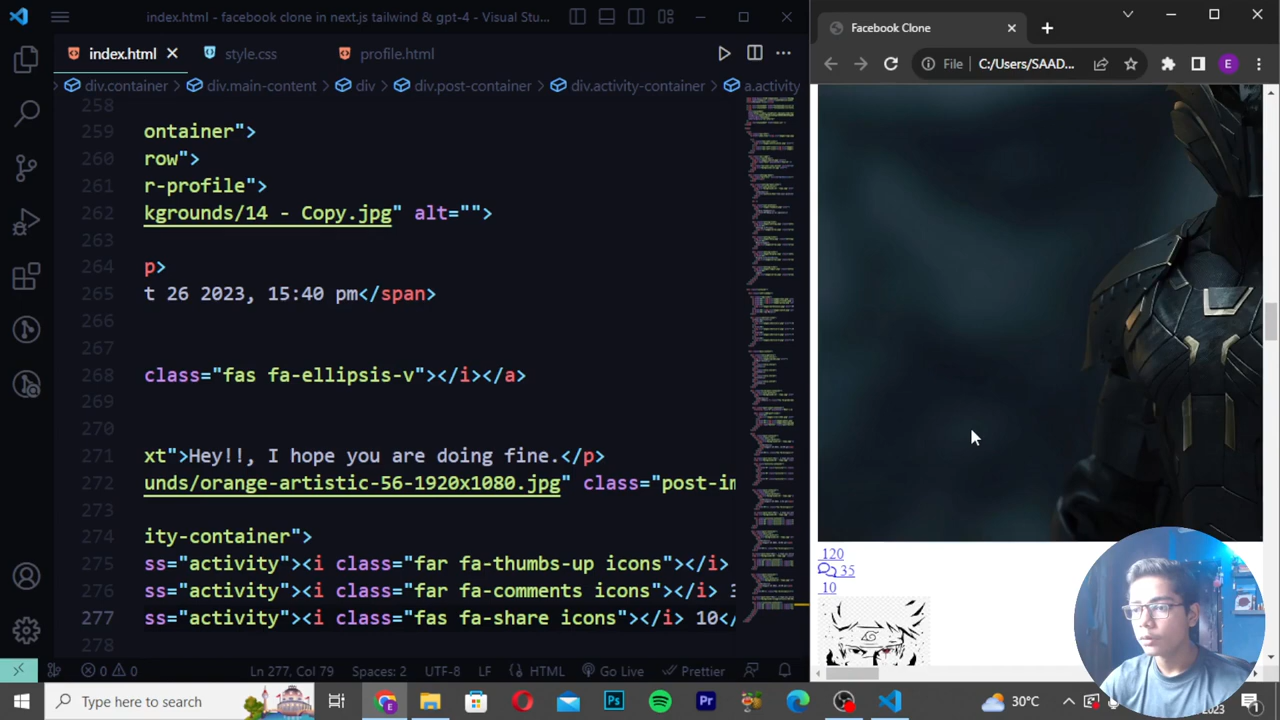 index.html - facebook clone in next.js tailwind & gpt-4 - Visual Stu...
Facebook Clone
index.html
style.css
profile.html
File
C:/Users/SAAD...
E
div.container
div.main-content
div
div.post-container
div.activity-container
a.activity
258
259 ontainer">
260 row">
261 r-profile">
262 kgrounds/14 - Copy.jpg" alt="">
263
264 p>
265 t 26 2023, 15:40 pm</span>
266
267
268 class="fas fa-ellipsis-v"></i></a>
269
270
271 xt">Hey!!, I hope you are doing fine.</p>
272 unds/orange-artistic-56-1920x1080.jpg" class="post-im
273
274 ity-container">
275 ss="activity"><i class="far fa-thumbs-up icons"></i>
276 ss="activity"><i class="far fa-comments icons"></i> 3
277 ss="activity"><i class="fas fa-share icons"></i> 10</
278
120
35
10
0 0
Ln 277, Col 79
Spaces: 2
UTF-8
LF
HTML
Go Live
Prettier
Type here to search
30°C
2023
1